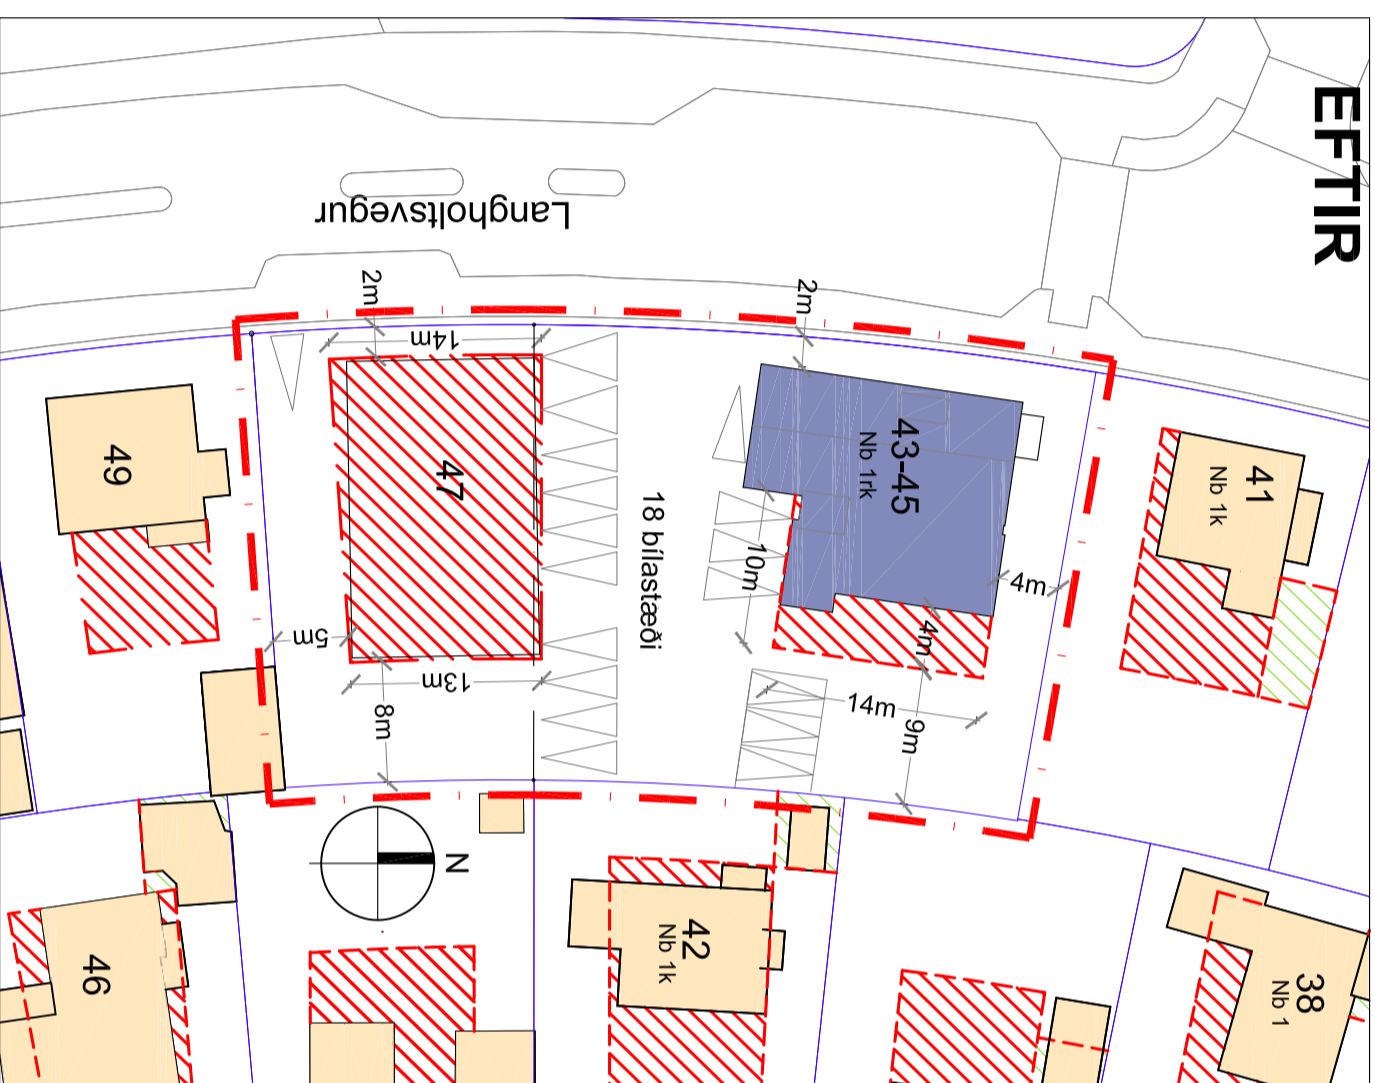 EFTIR
Langholtsvegur
2m
2m
14m
47
49
43-45
Nb 1rk
41
Nb 1k
18 bílastæði
10m
4m
4m
5m
13m
8m
14m
9m
N
42
Nb 1k
46
38
Nb 1